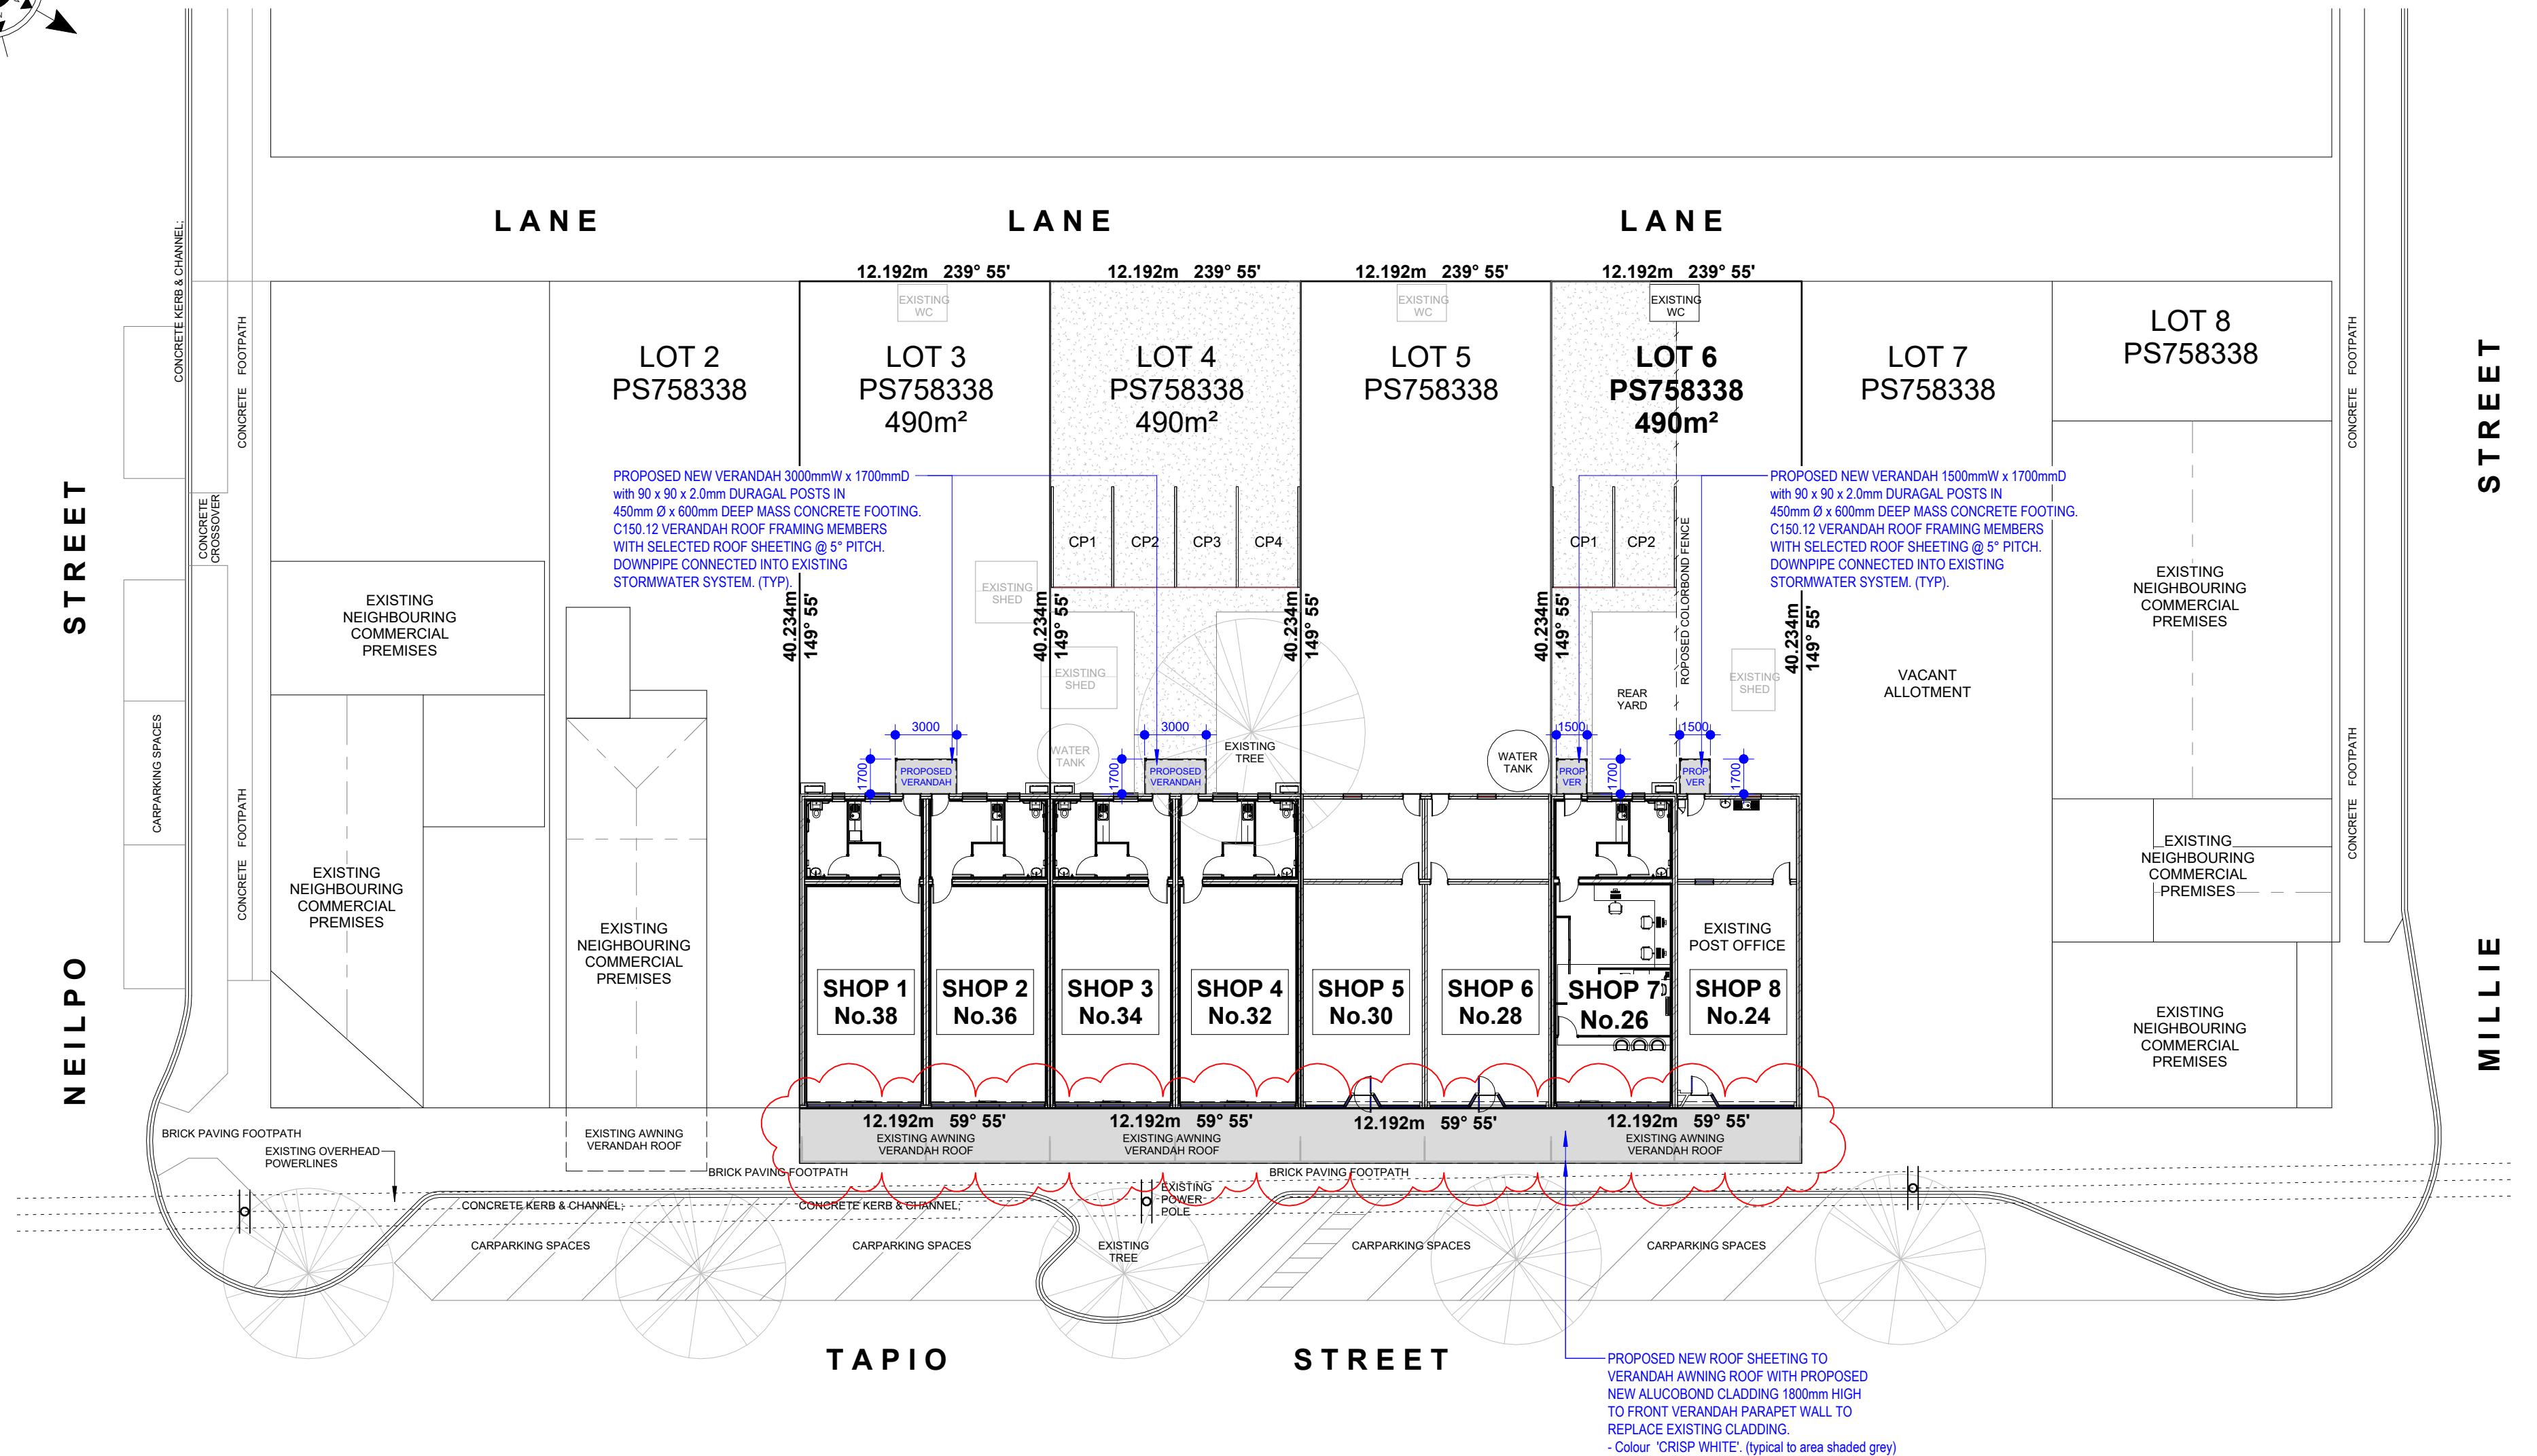 LANE
LANE
LANE
12.192m 239° 55'
12.192m 239° 55'
12.192m 239° 55'
12.192m 239° 55'
EXISTING
WC
EXISTING
WC
EXISTING
WC
CONCRETE KERB & CHANNEL;
CONCRETE FOOTPATH
CONCRETE
CROSSOVER
CARPARKING SPACES
CONCRETE FOOTPATH
STREET
NEILPO
LOT 2
PS758338
LOT 3
PS758338
490m²
LOT 4
PS758338
490m²
LOT 5
PS758338
LOT 6
PS758338
490m²
LOT 7
PS758338
LOT 8
PS758338
CONCRETE FOOTPATH
CONCRETE FOOTPATH
STREET
MILLIE
PROPOSED NEW VERANDAH 3000mmW x 1700mmD
with 90 x 90 x 2.0mm DURAGAL POSTS IN
450mm Ø x 600mm DEEP MASS CONCRETE FOOTING.
C150.12 VERANDAH ROOF FRAMING MEMBERS
WITH SELECTED ROOF SHEETING @ 5° PITCH.
DOWNPIPE CONNECTED INTO EXISTING
STORMWATER SYSTEM. (TYP).
PROPOSED NEW VERANDAH 1500mmW x 1700mmD
with 90 x 90 x 2.0mm DURAGAL POSTS IN
450mm Ø x 600mm DEEP MASS CONCRETE FOOTING.
C150.12 VERANDAH ROOF FRAMING MEMBERS
WITH SELECTED ROOF SHEETING @ 5° PITCH.
DOWNPIPE CONNECTED INTO EXISTING
STORMWATER SYSTEM. (TYP).
CP1
CP2
CP3
CP4
CP1
CP2
ROPOSED COLORBOND FENCE
40.234m
149° 55'
40.234m
149° 55'
40.234m
149° 55'
40.234m
149° 55'
40.234m
149° 55'
EXISTING
SHED
EXISTING
SHED
EXISTING
SHED
REAR
YARD
VACANT
ALLOTMENT
EXISTING
NEIGHBOURING
COMMERCIAL
PREMISES
EXISTING
NEIGHBOURING
COMMERCIAL
PREMISES
EXISTING
NEIGHBOURING
COMMERCIAL
PREMISES
EXISTING
NEIGHBOURING
COMMERCIAL
PREMISES
EXISTING
NEIGHBOURING
COMMERCIAL
PREMISES
EXISTING
NEIGHBOURING
COMMERCIAL
PREMISES
3000
3000
1500
1500
1700
1700
1700
1700
WATER
TANK
EXISTING
TREE
WATER
TANK
PROPOSED
VERANDAH
PROPOSED
VERANDAH
PROP
VER
PROP
VER
EXISTING
POST OFFICE
SHOP 1
No.38
SHOP 2
No.36
SHOP 3
No.34
SHOP 4
No.32
SHOP 5
No.30
SHOP 6
No.28
SHOP 7
No.26
SHOP 8
No.24
12.192m 59° 55'
12.192m 59° 55'
12.192m 59° 55'
12.192m 59° 55'
EXISTING AWNING
VERANDAH ROOF
EXISTING AWNING
VERANDAH ROOF
EXISTING AWNING
VERANDAH ROOF
EXISTING AWNING
VERANDAH ROOF
BRICK PAVING FOOTPATH
EXISTING OVERHEAD
POWERLINES
BRICK PAVING FOOTPATH
BRICK PAVING FOOTPATH
CONCRETE KERB & CHANNEL;
CONCRETE KERB & CHANNEL;
EXISTING
POWER
POLE
CARPARKING SPACES
CARPARKING SPACES
EXISTING
TREE
CARPARKING SPACES
CARPARKING SPACES
TAPIO STREET
PROPOSED NEW ROOF SHEETING TO
VERANDAH AWNING ROOF WITH PROPOSED
NEW ALUCOBOND CLADDING 1800mm HIGH
TO FRONT VERANDAH PARAPET WALL TO
REPLACE EXISTING CLADDING.
- Colour 'CRISP WHITE'. (typical to area shaded grey)